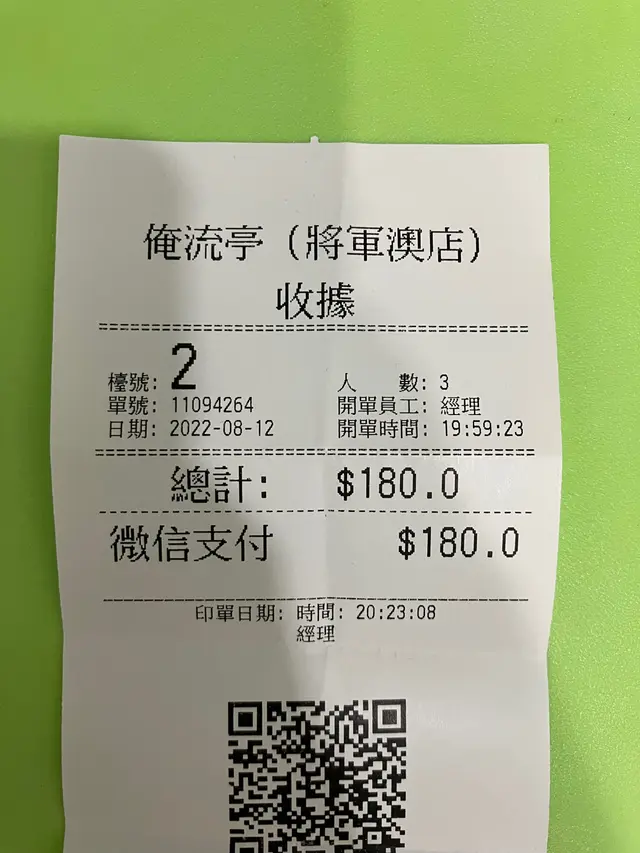 俺流亭（將軍澳店）
收據
檯號: 2 人 數: 3
單號: 11094264 開單員工: 經理
日期: 2022-08-12 開單時間: 19:59:23
總計: $180.0
微信支付 $180.0
印單日期: 時間: 20:23:08
經理